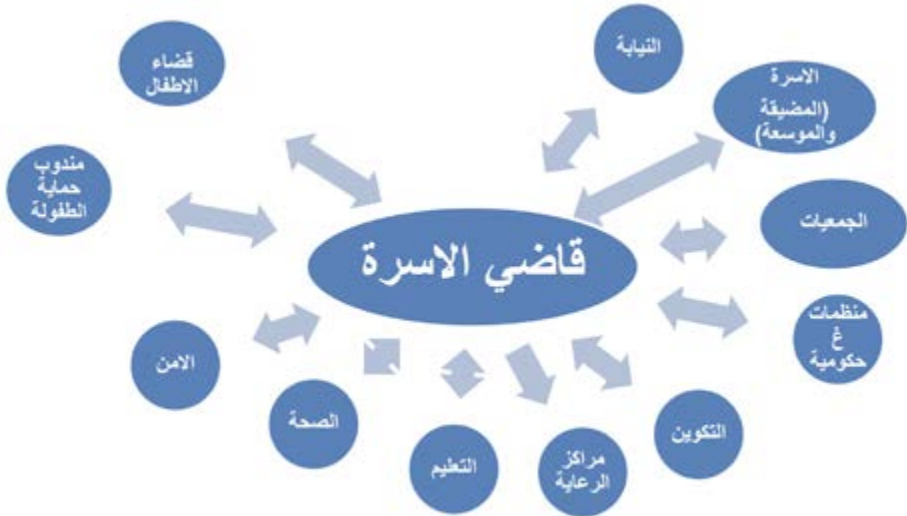 النيابة
الاسرة
(المضيقة
والموسعة)
قضاء
الاطفال
مندوب
حماية
الطفولة
الجمعيات
قاضي الاسرة
منظمات
غ
حكومية
الامن
الصحة
التعليم
مراكز
الرعاية
التكوين